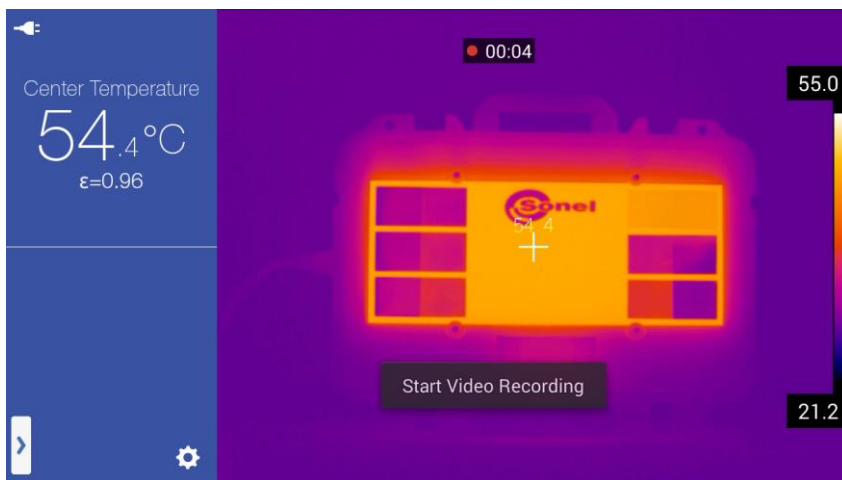 Center Temperature
54.4°C
ε=0.96
00:04
55.0
Sonel
54.4
Start Video Recording
21.2